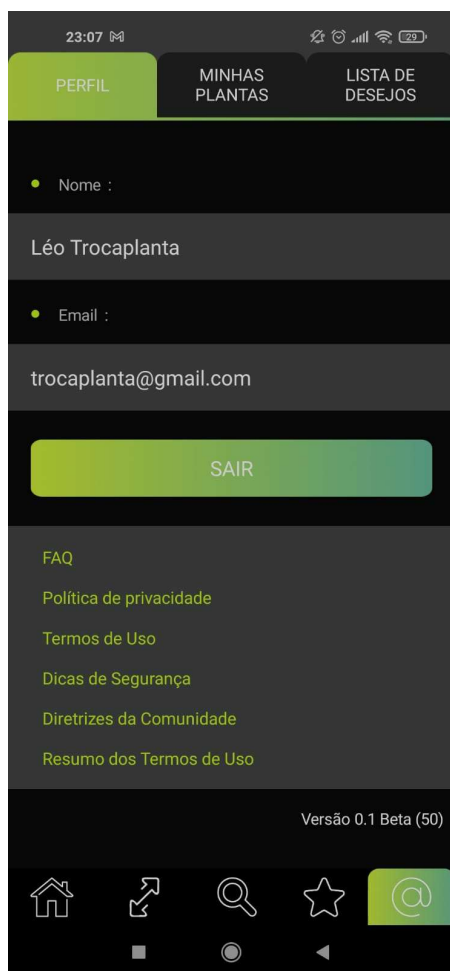 23:07
29
PERFIL
MINHAS
PLANTAS
LISTA DE
DESEJOS
Nome :
Léo Trocaplanta
Email :
trocaplanta@gmail.com
SAIR
FAQ
Política de privacidade
Termos de Uso
Dicas de Segurança
Diretrizes da Comunidade
Resumo dos Termos de Uso
Versão 0.1 Beta (50)
@